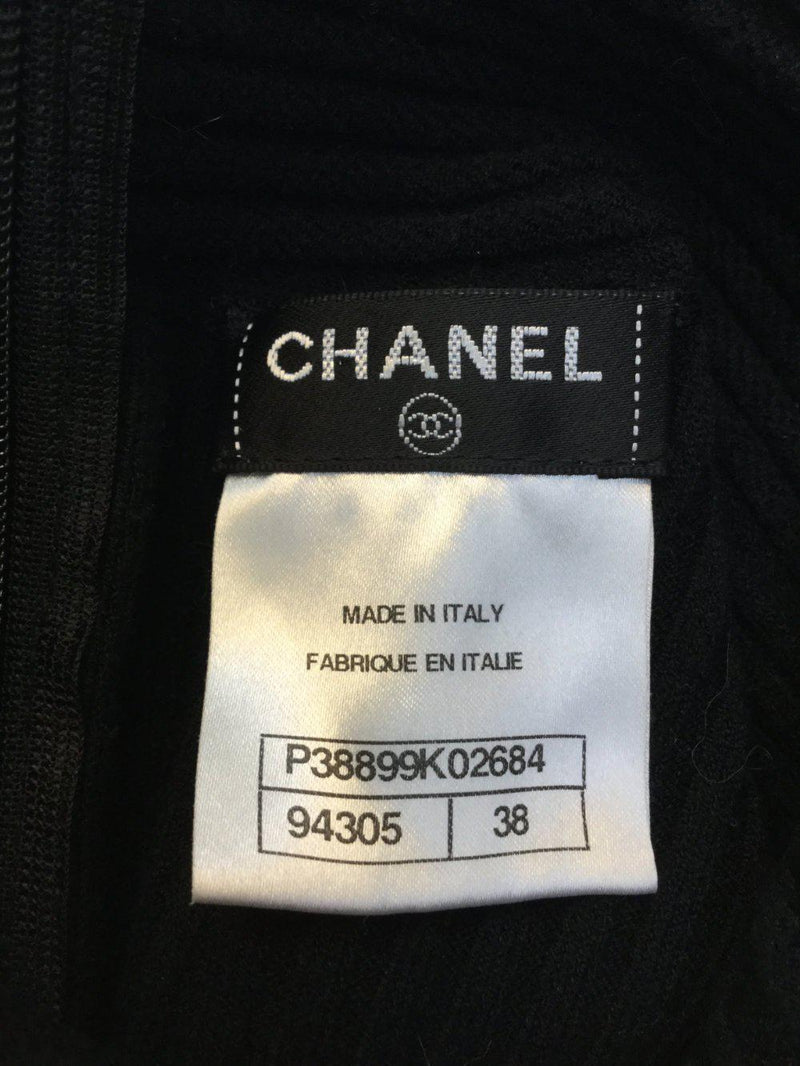 CHANEL
MADE IN ITALY
FABRIQUE EN ITALIE
P38899K02684
94305 38